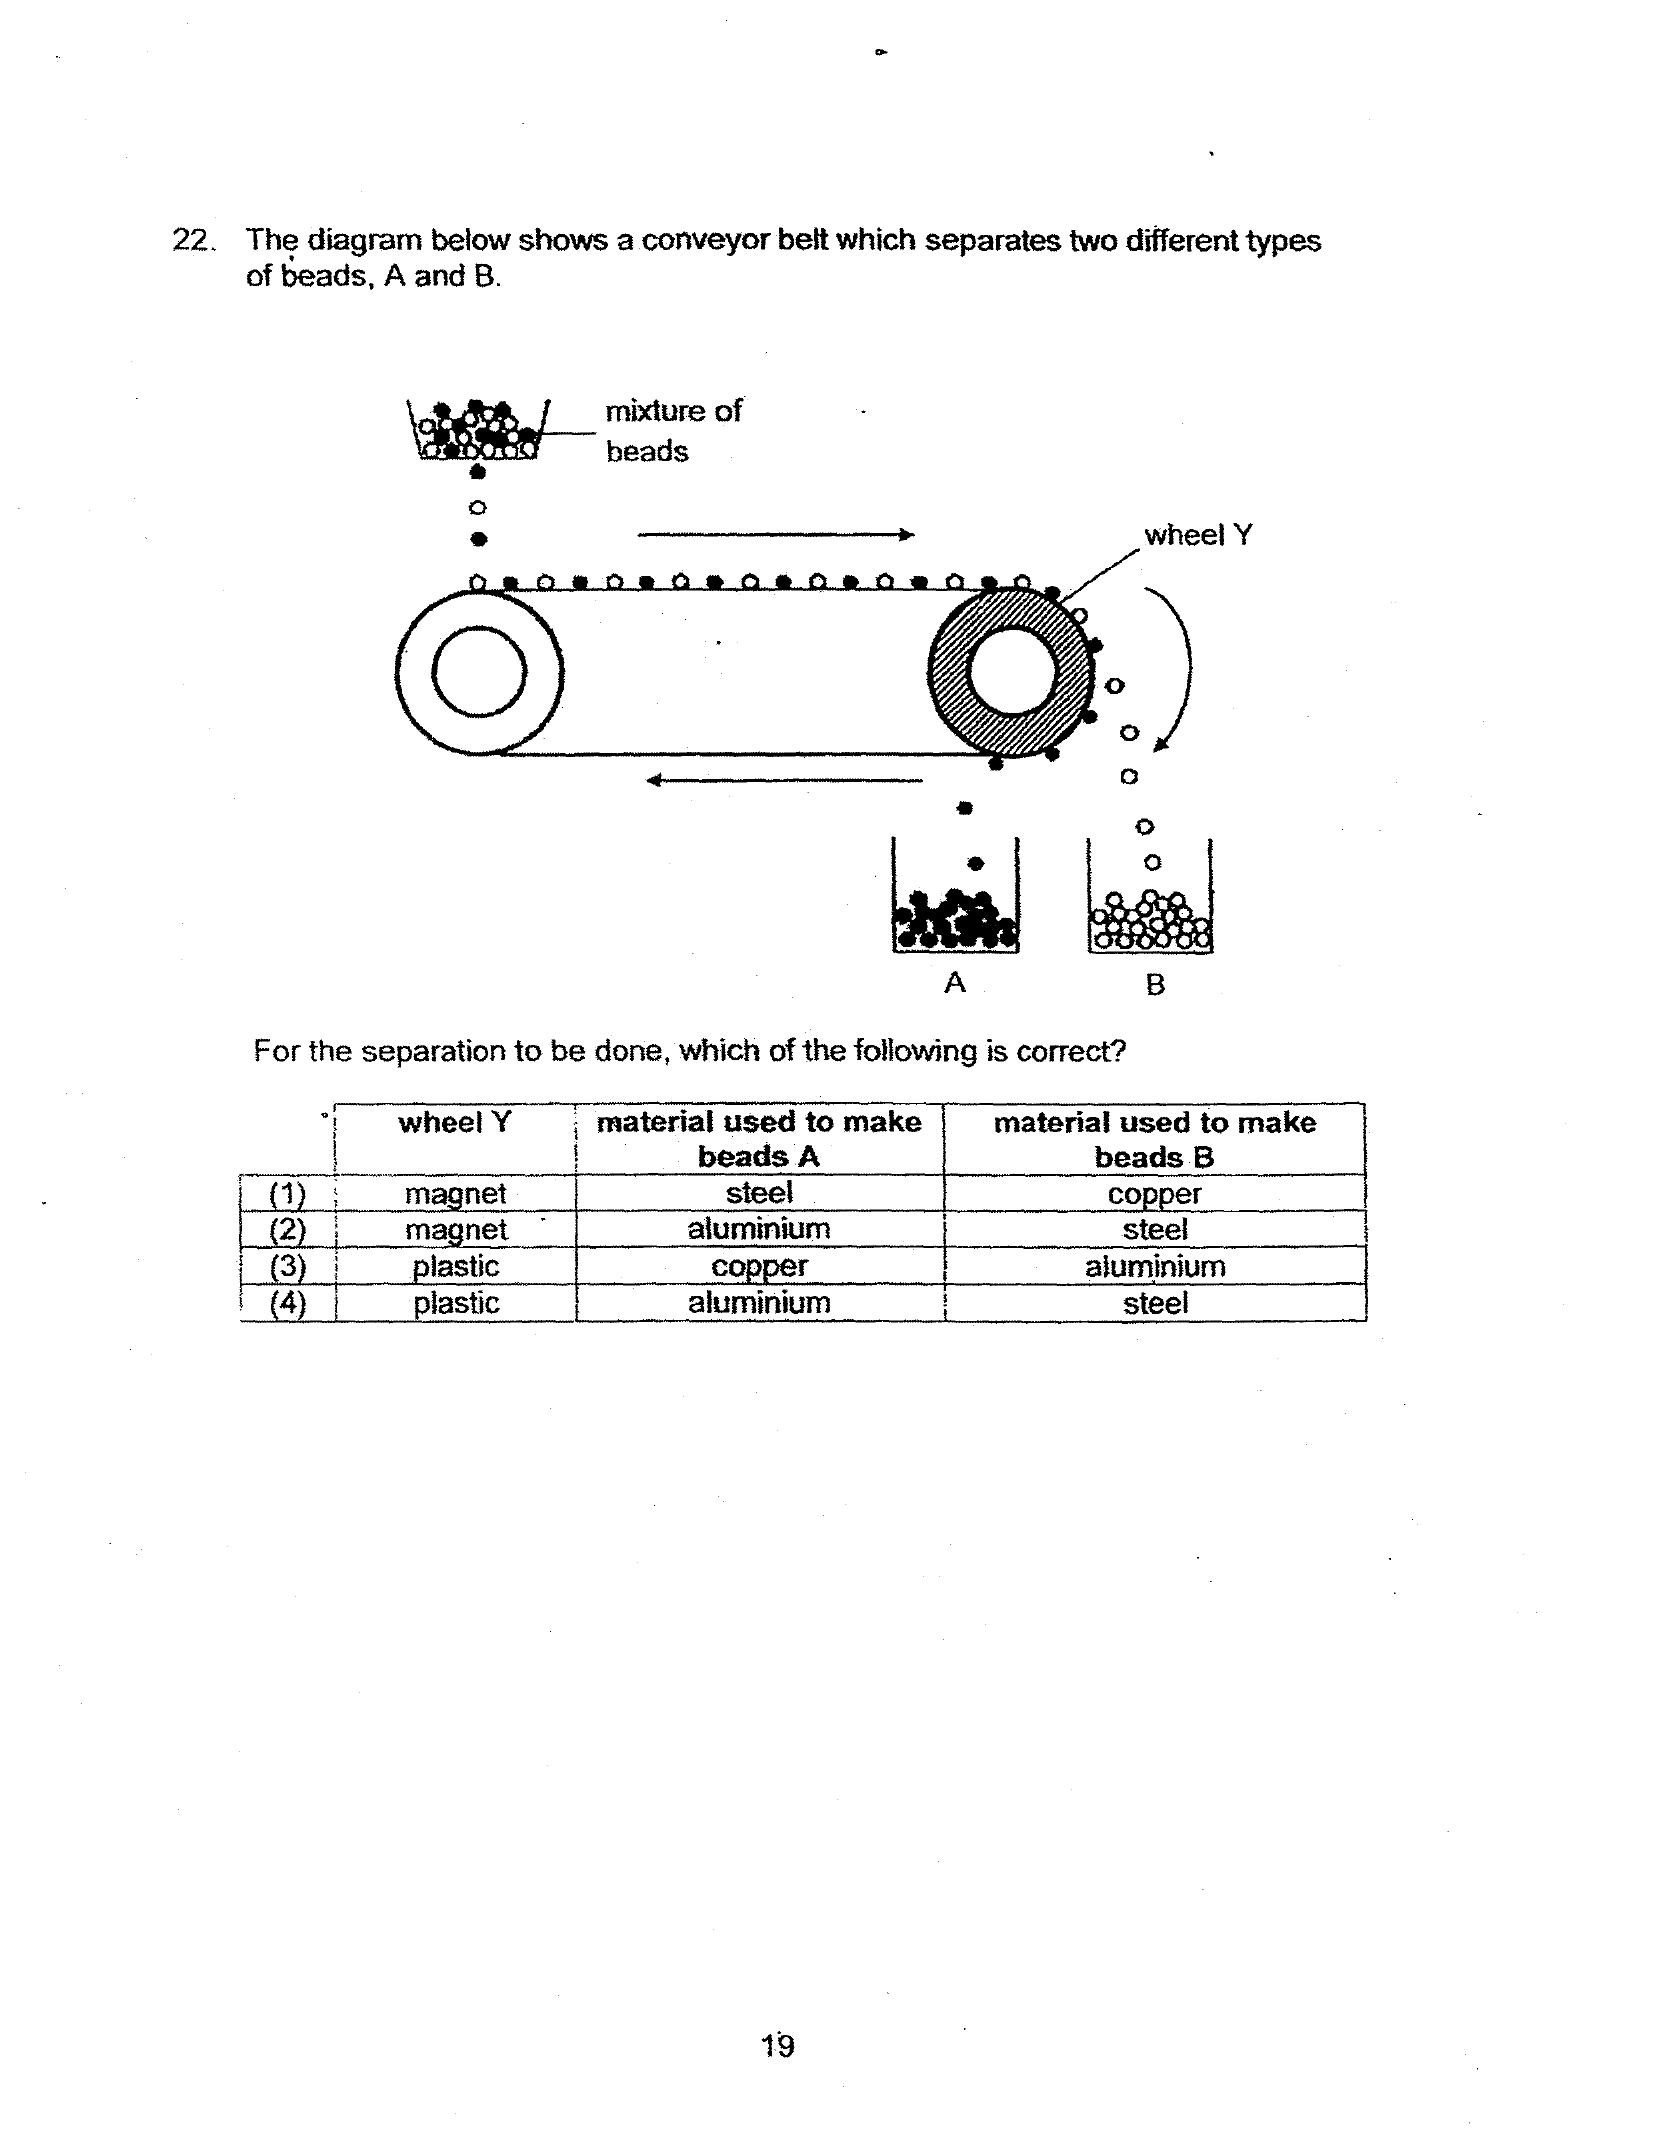 22. The diagram below shows a conveyor belt which separates two different types
of beads, A and B.
mixture of
beads
wheel Y
A B
For the separation to be done, which of the following is correct?
wheel Y material used to make material used to make
beads A beads B
(1) magnet steel copper
(2) magnet aluminium steel
(3) plastic copper aluminium
(4) plastic aluminium steel
19